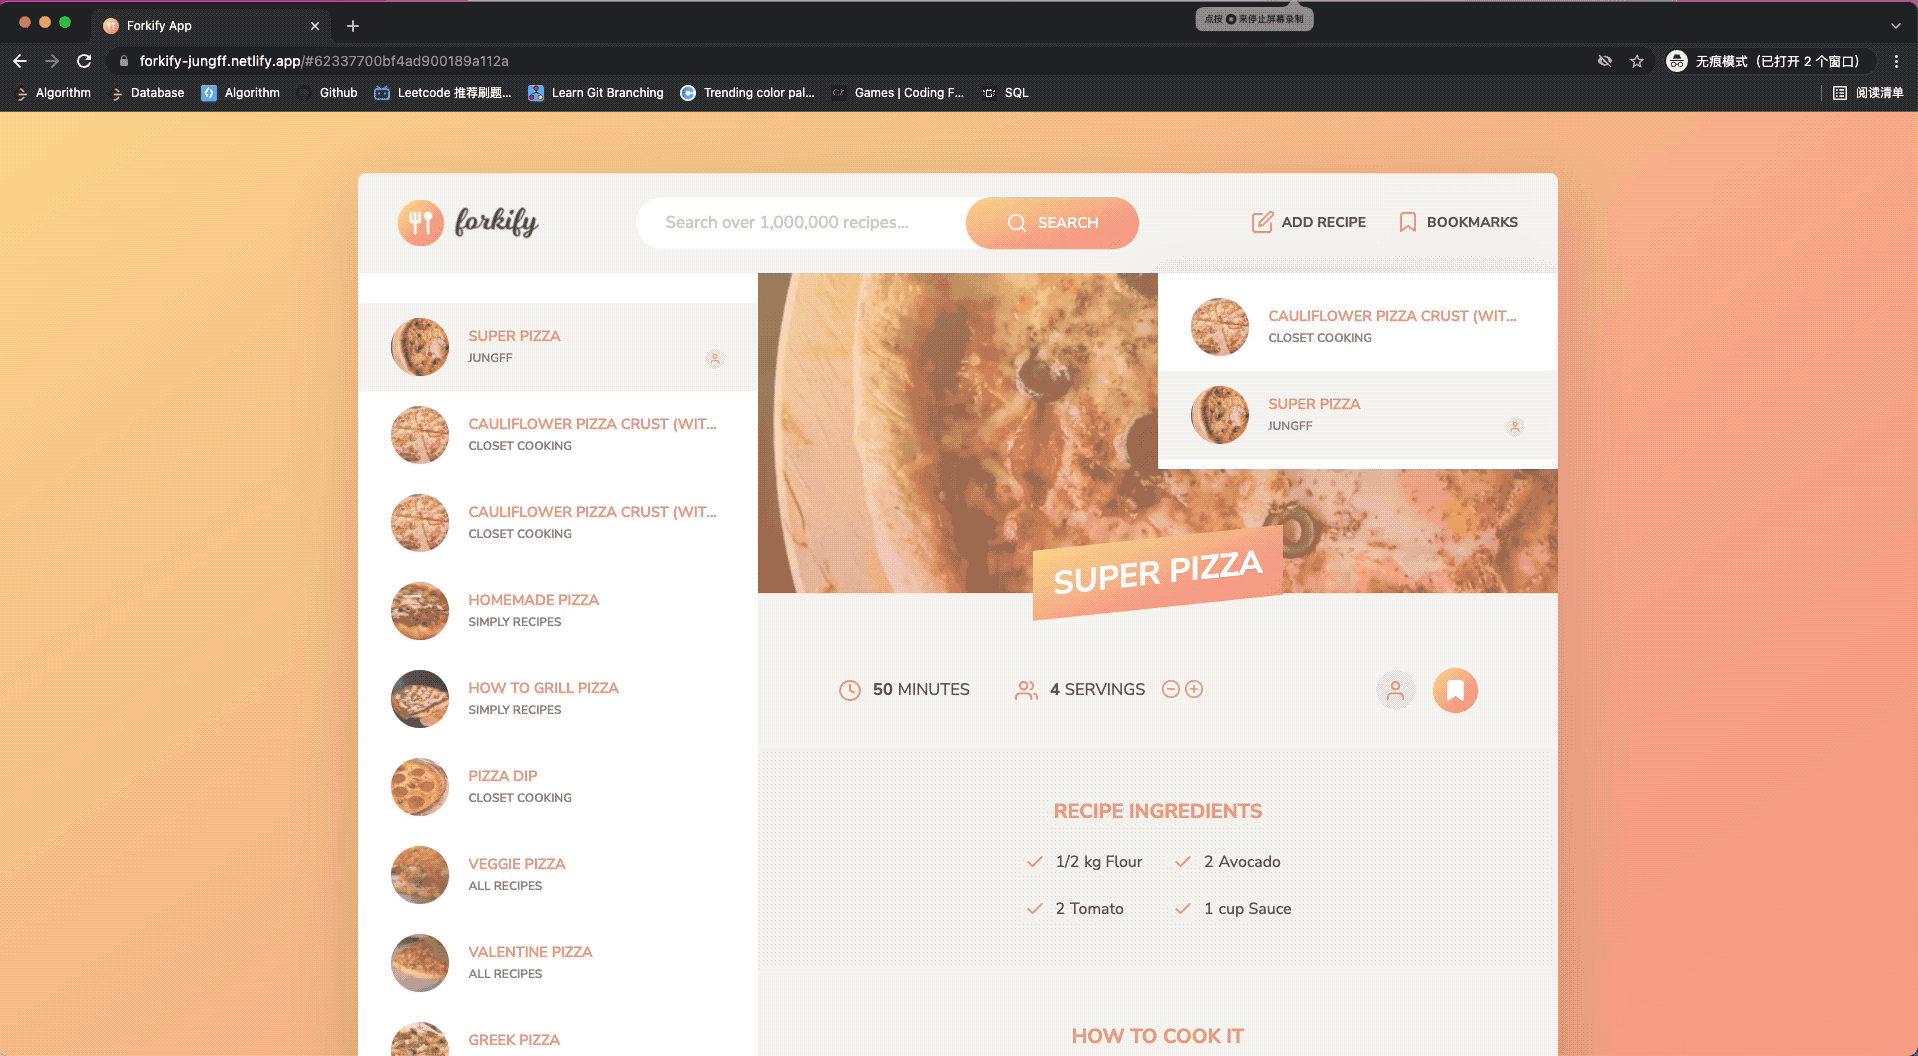 点按 来停止屏幕录制
Forkify App
forkify-jungff.netlify.app/#62337700bf4ad900189a112a
无痕模式（已打开 2 个窗口）
Algorithm
Database
Algorithm
Github
Leetcode 推荐刷题...
Learn Git Branching
Trending color pal...
Games | Coding F...
SQL
阅读清单
forkify
Search over 1,000,000 recipes...
SEARCH
ADD RECIPE
BOOKMARKS
SUPER PIZZA
JUNGFF
CAULIFLOWER PIZZA CRUST (WIT...
CLOSET COOKING
CAULIFLOWER PIZZA CRUST (WIT...
CLOSET COOKING
HOMEMADE PIZZA
SIMPLY RECIPES
HOW TO GRILL PIZZA
SIMPLY RECIPES
PIZZA DIP
CLOSET COOKING
VEGGIE PIZZA
ALL RECIPES
VALENTINE PIZZA
ALL RECIPES
GREEK PIZZA
CAULIFLOWER PIZZA CRUST (WIT...
CLOSET COOKING
SUPER PIZZA
JUNGFF
SUPER PIZZA
50 MINUTES
4 SERVINGS
RECIPE INGREDIENTS
1/2 kg Flour
2 Avocado
2 Tomato
1 cup Sauce
HOW TO COOK IT